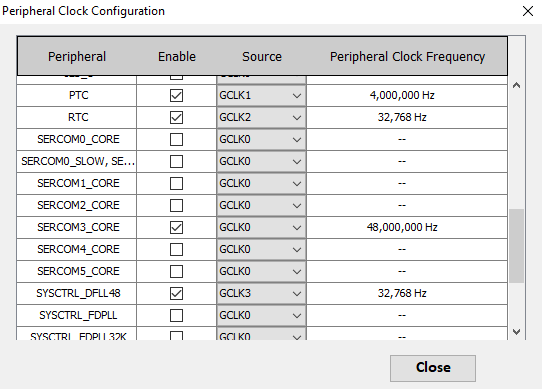 Peripheral Clock Configuration
Peripheral Enable Source Peripheral Clock Frequency
PTC GCLK1 4,000,000 Hz
RTC GCLK2 32,768 Hz
SERCOM0_CORE GCLK0 --
SERCOM0_SLOW, SE... GCLK0 --
SERCOM1_CORE GCLK0 --
SERCOM2_CORE GCLK0 --
SERCOM3_CORE GCLK0 48,000,000 Hz
SERCOM4_CORE GCLK0 --
SERCOM5_CORE GCLK0 --
SYSCTRL_DFLL48 GCLK3 32,768 Hz
SYSCTRL_FDPLL GCLK0 --
SYSCTRL_FDPLL32K GCLK0 --
Close